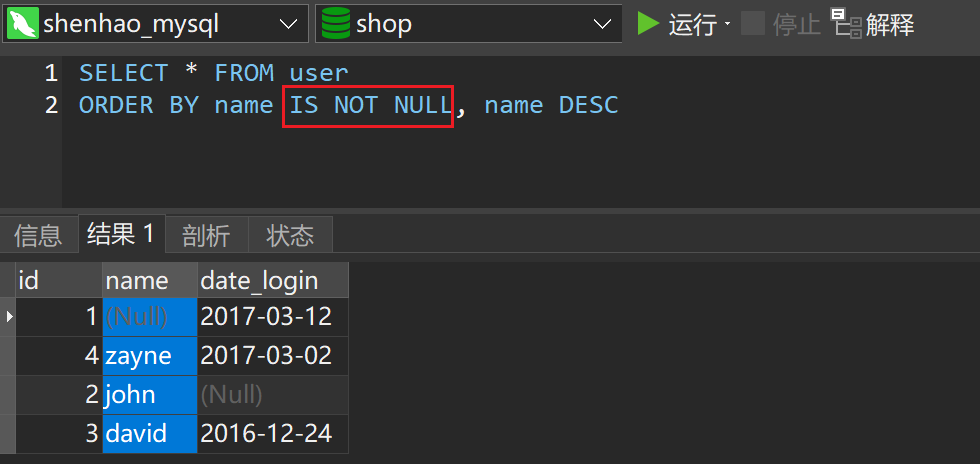 shenhao_mysql shop 运行 停止 解释
1 SELECT * FROM user
2 ORDER BY name IS NOT NULL, name DESC
信息 结果 1 剖析 状态
id name date_login
1 (Null) 2017-03-12
4 zayne 2017-03-02
2 john (Null)
3 david 2016-12-24